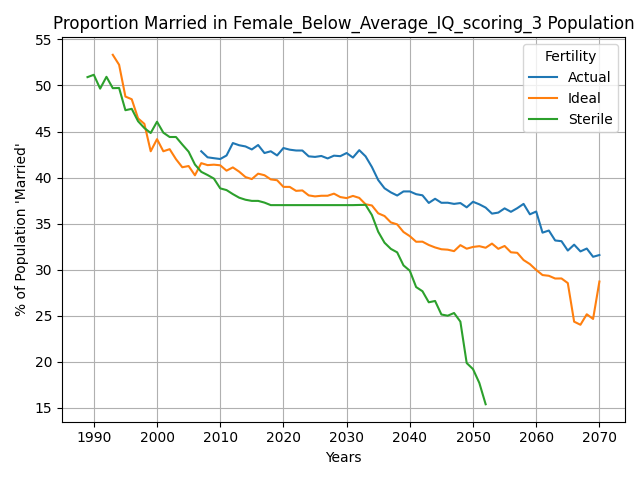 Proportion Married in Female_Below_Average_IQ_scoring_3 Population
% of Population 'Married'
55
50
45
40
35
30
25
20
15
Fertility
Actual
Ideal
Sterile
1990 2000 2010 2020 2030 2040 2050 2060 2070
Years